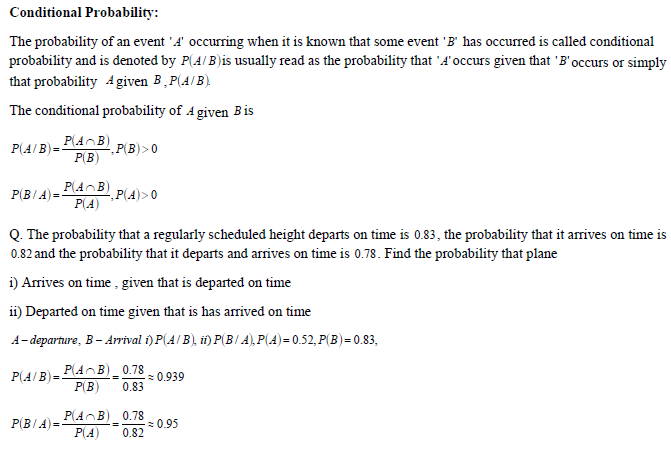 Conditional Probability:
The probability of an event 'A' occurring when it is known that some event 'B' has occurred is called conditional
probability and is denoted by P(A/B)is usually read as the probability that 'A'occurs given that 'B'occurs or simply
that probability A given B,P(A/B).
The conditional probability of A given B is
P(A/B)=P(A∩B)/P(B),P(B)>0
P(B/A)=P(A∩B)/P(A),P(A)>0
Q. The probability that a regularly scheduled height departs on time is 0.83, the probability that it arrives on time is
0.82 and the probability that it departs and arrives on time is 0.78. Find the probability that plane
i) Arrives on time , given that is departed on time
ii) Departed on time given that is has arrived on time
A–departure, B–Arrival i) P(A/B), ii) P(B/A), P(A)=0.52, P(B)=0.83,
P(A/B)=P(A∩B)/P(B)=0.78/0.83≈0.939
P(B/A)=P(A∩B)/P(A)=0.78/0.82≈0.95